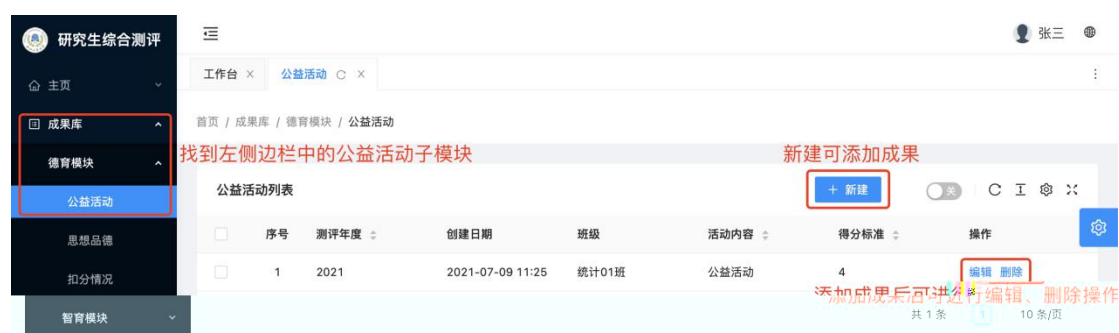 研究生综合测评
张三
主页
工作台 公益活动
成果库
首页 / 成果库 / 德育模块 / 公益活动
德育模块
找到左侧边栏中的公益活动子模块
新建可添加成果
公益活动
公益活动列表
+ 新建
关
思想品德
序号 测评年度 创建日期 班级 活动内容 得分标准 操作
扣分情况
1 2021 2021-07-09 11:25 统计01班 公益活动 4 编辑 删除
添加成果后可进行编辑、删除操作
智育模块
共 1 条 1 10 条/页